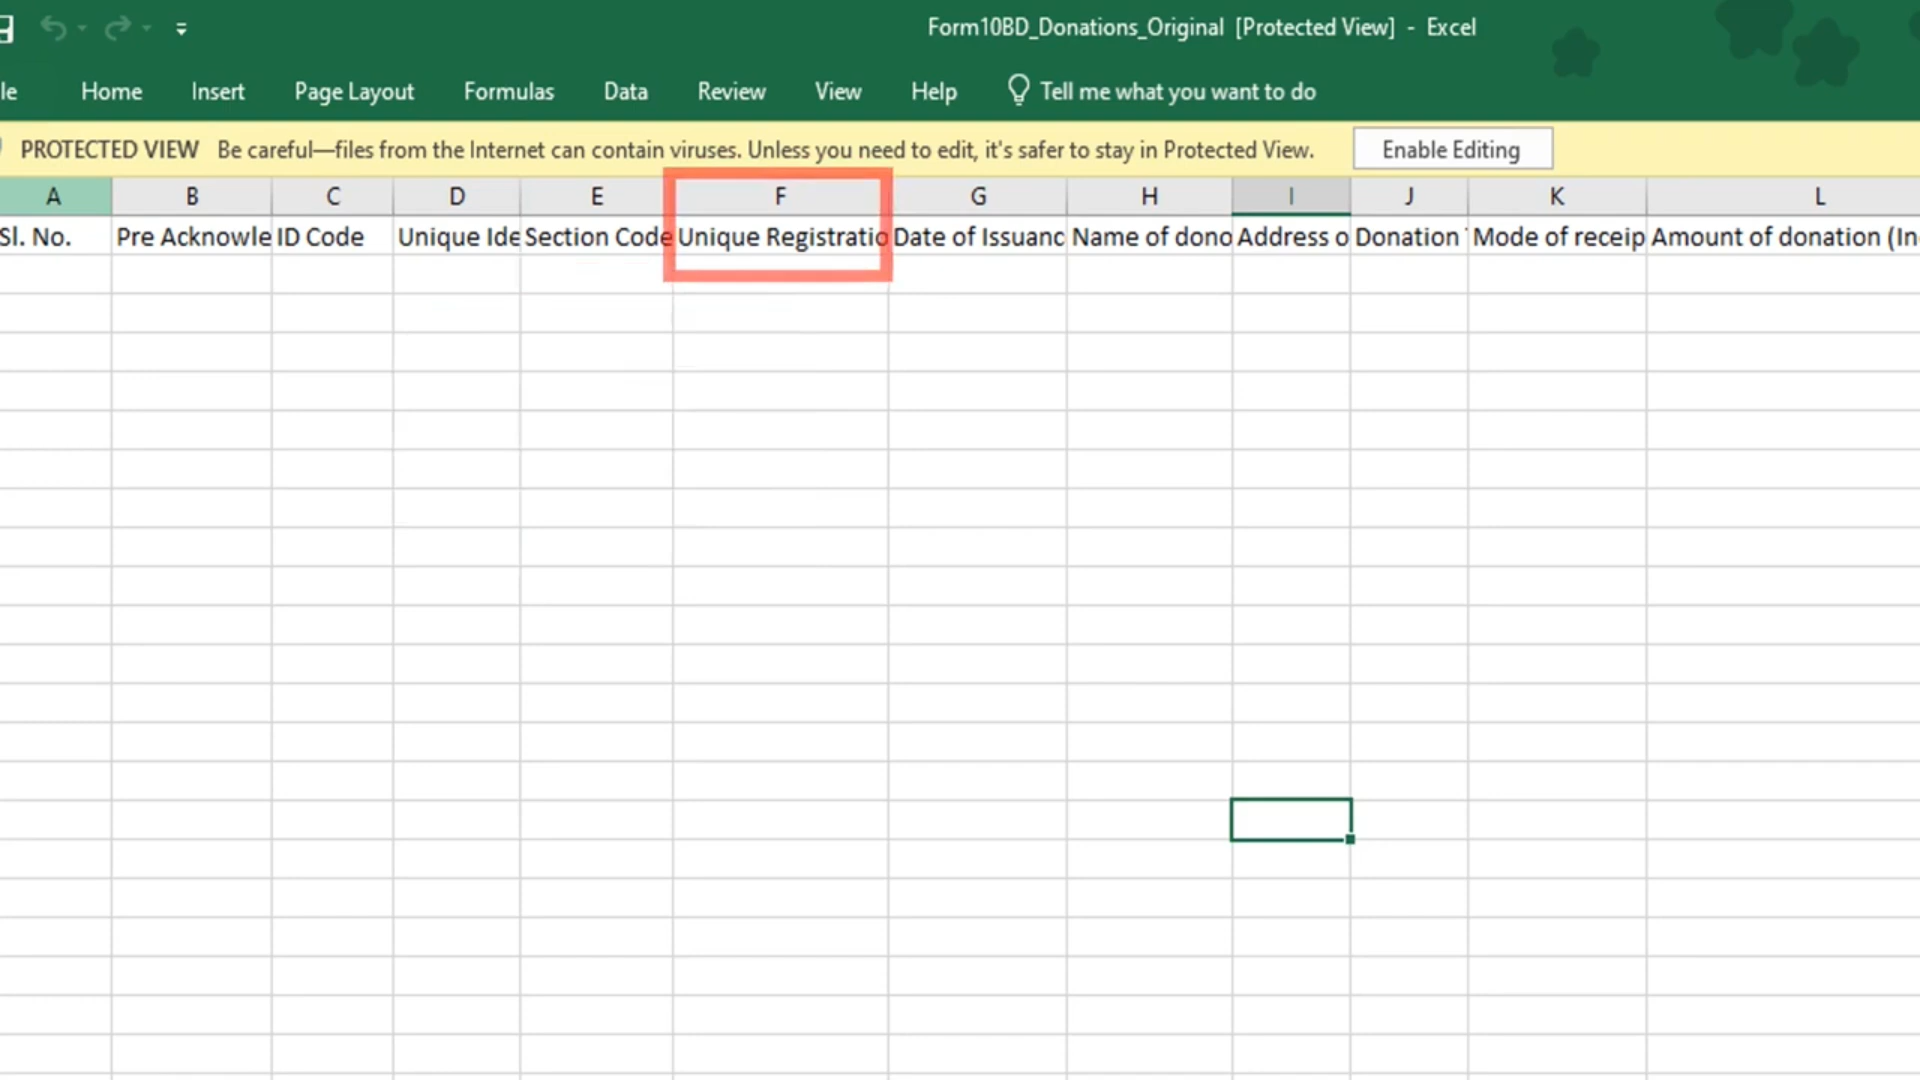 Form10BD_Donations_Original [Protected View] - Excel
le Home Insert Page Layout Formulas Data Review View Help Tell me what you want to do
PROTECTED VIEW Be careful—files from the Internet can contain viruses. Unless you need to edit, it's safer to stay in Protected View. Enable Editing
A B C D E F G H I J K L
Sl. No. Pre Acknowle ID Code Unique Ide Section Code Unique Registratio Date of Issuanc Name of dono Address o Donation Mode of receip Amount of donation (In